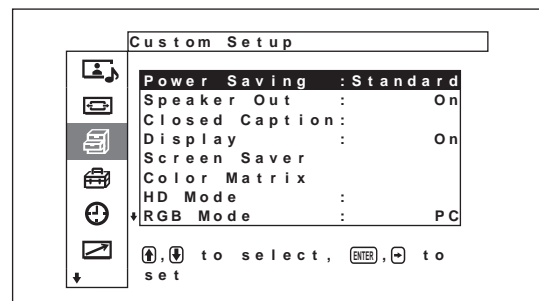 Custom Setup
Power Saving :Standard
Speaker Out : On
Closed Caption:
Display : On
Screen Saver
Color Matrix
HD Mode :
RGB Mode : PC
, to select, ENTER, to
set